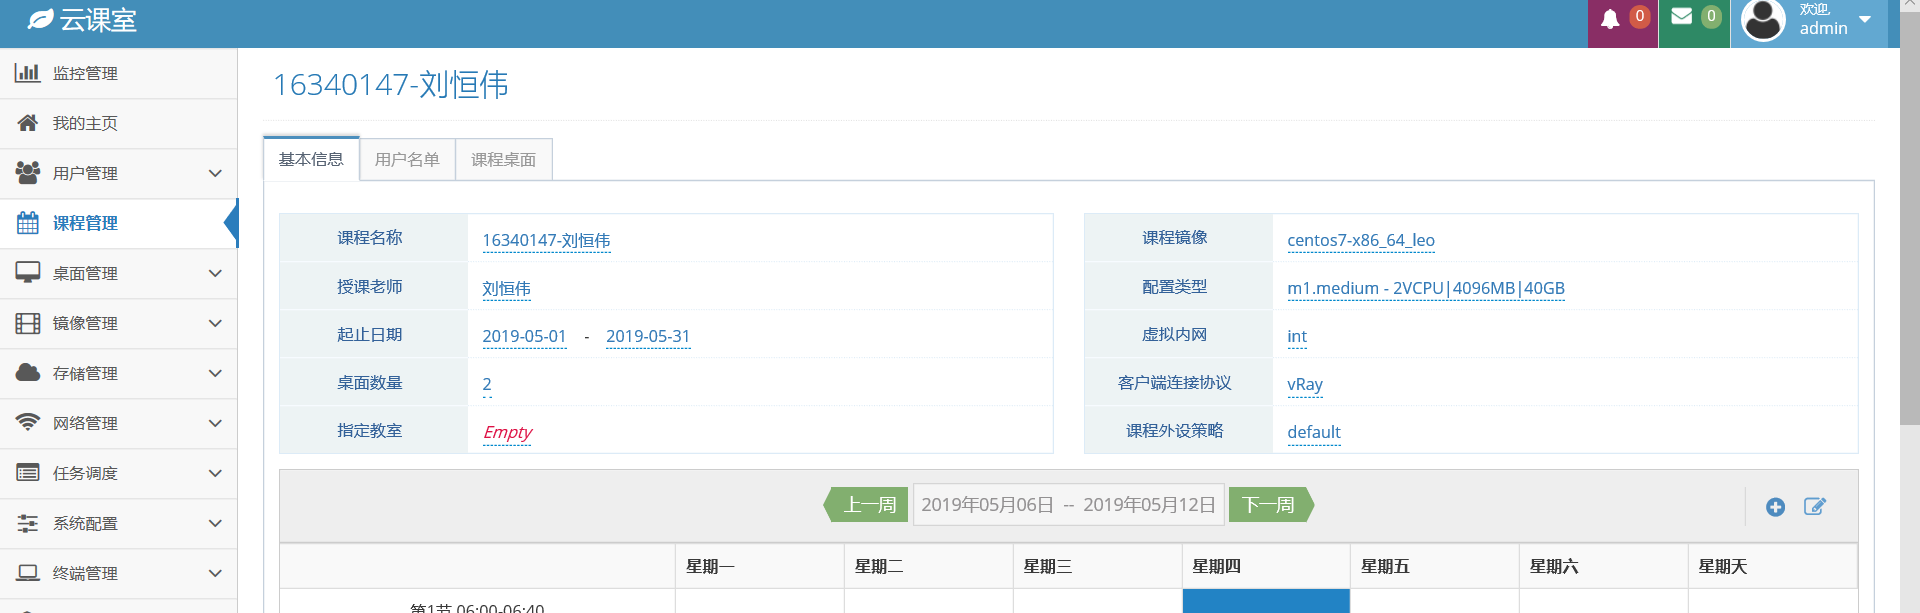 云课室
0
0
欢迎,
admin
监控管理
我的主页
用户管理
课程管理
桌面管理
镜像管理
存储管理
网络管理
任务调度
系统配置
终端管理
16340147-刘恒伟
基本信息 用户名单 课程桌面
课程名称 16340147-刘恒伟
授课老师 刘恒伟
起止日期 2019-05-01 - 2019-05-31
桌面数量 2
指定教室 Empty
课程镜像 centos7-x86_64_leo
配置类型 m1.medium - 2VCPU|4096MB|40GB
虚拟内网 int
客户端连接协议 vRay
课程外设策略 default
上一周 2019年05月06日 -- 2019年05月12日 下一周
星期一 星期二 星期三 星期四 星期五 星期六 星期天
第1节 06:00-06:40